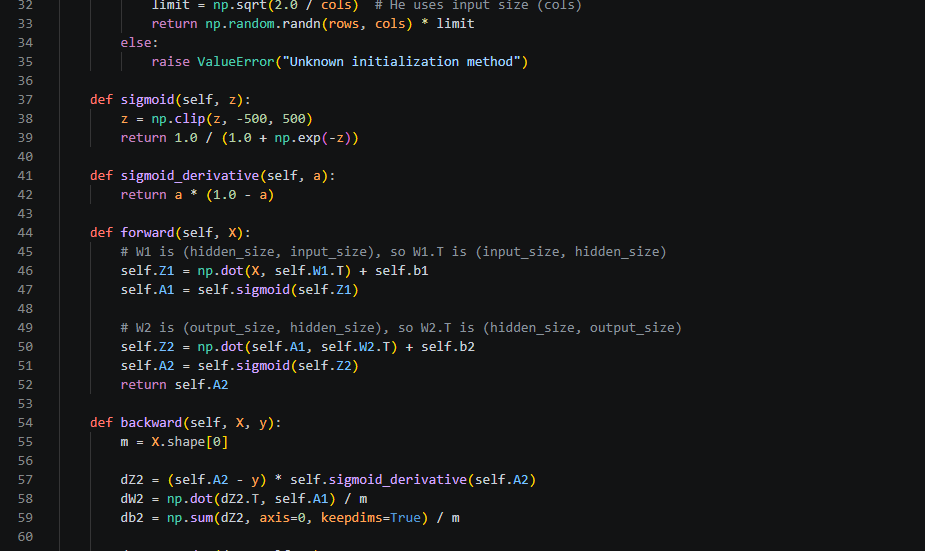 32 limit = np.sqrt(2.0 / cols)  # He uses input size (cols)
33 return np.random.randn(rows, cols) * limit
34 else:
35 raise ValueError("Unknown initialization method")
36
37 def sigmoid(self, z):
38 z = np.clip(z, -500, 500)
39 return 1.0 / (1.0 + np.exp(-z))
40
41 def sigmoid_derivative(self, a):
42 return a * (1.0 - a)
43
44 def forward(self, X):
45 # W1 is (hidden_size, input_size), so W1.T is (input_size, hidden_size)
46 self.Z1 = np.dot(X, self.W1.T) + self.b1
47 self.A1 = self.sigmoid(self.Z1)
48
49 # W2 is (output_size, hidden_size), so W2.T is (hidden_size, output_size)
50 self.Z2 = np.dot(self.A1, self.W2.T) + self.b2
51 self.A2 = self.sigmoid(self.Z2)
52 return self.A2
53
54 def backward(self, X, y):
55 m = X.shape[0]
56
57 dZ2 = (self.A2 - y) * self.sigmoid_derivative(self.A2)
58 dW2 = np.dot(dZ2.T, self.A1) / m
59 db2 = np.sum(dZ2, axis=0, keepdims=True) / m
60